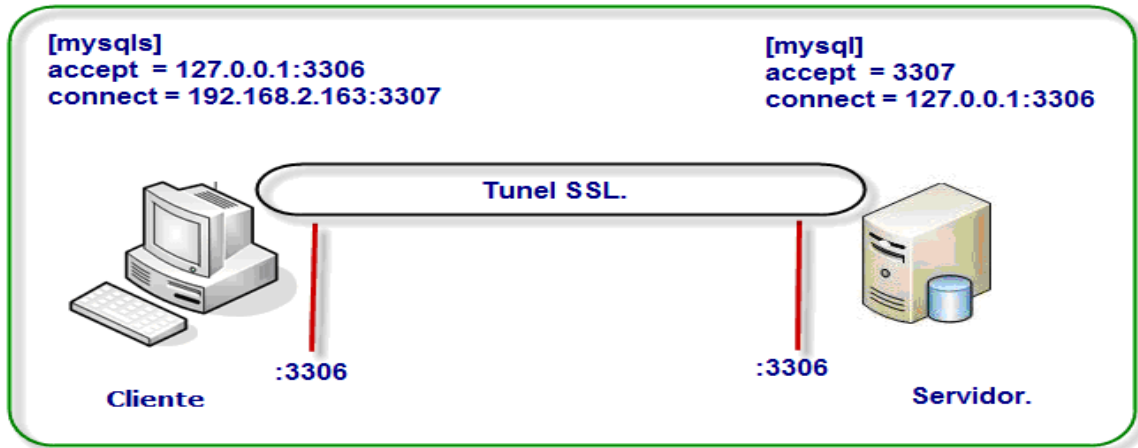 [mysqls]
accept = 127.0.0.1:3306
connect = 192.168.2.163:3307
[mysql]
accept = 3307
connect = 127.0.0.1:3306
Tunel SSL.
:3306
:3306
Cliente
Servidor.